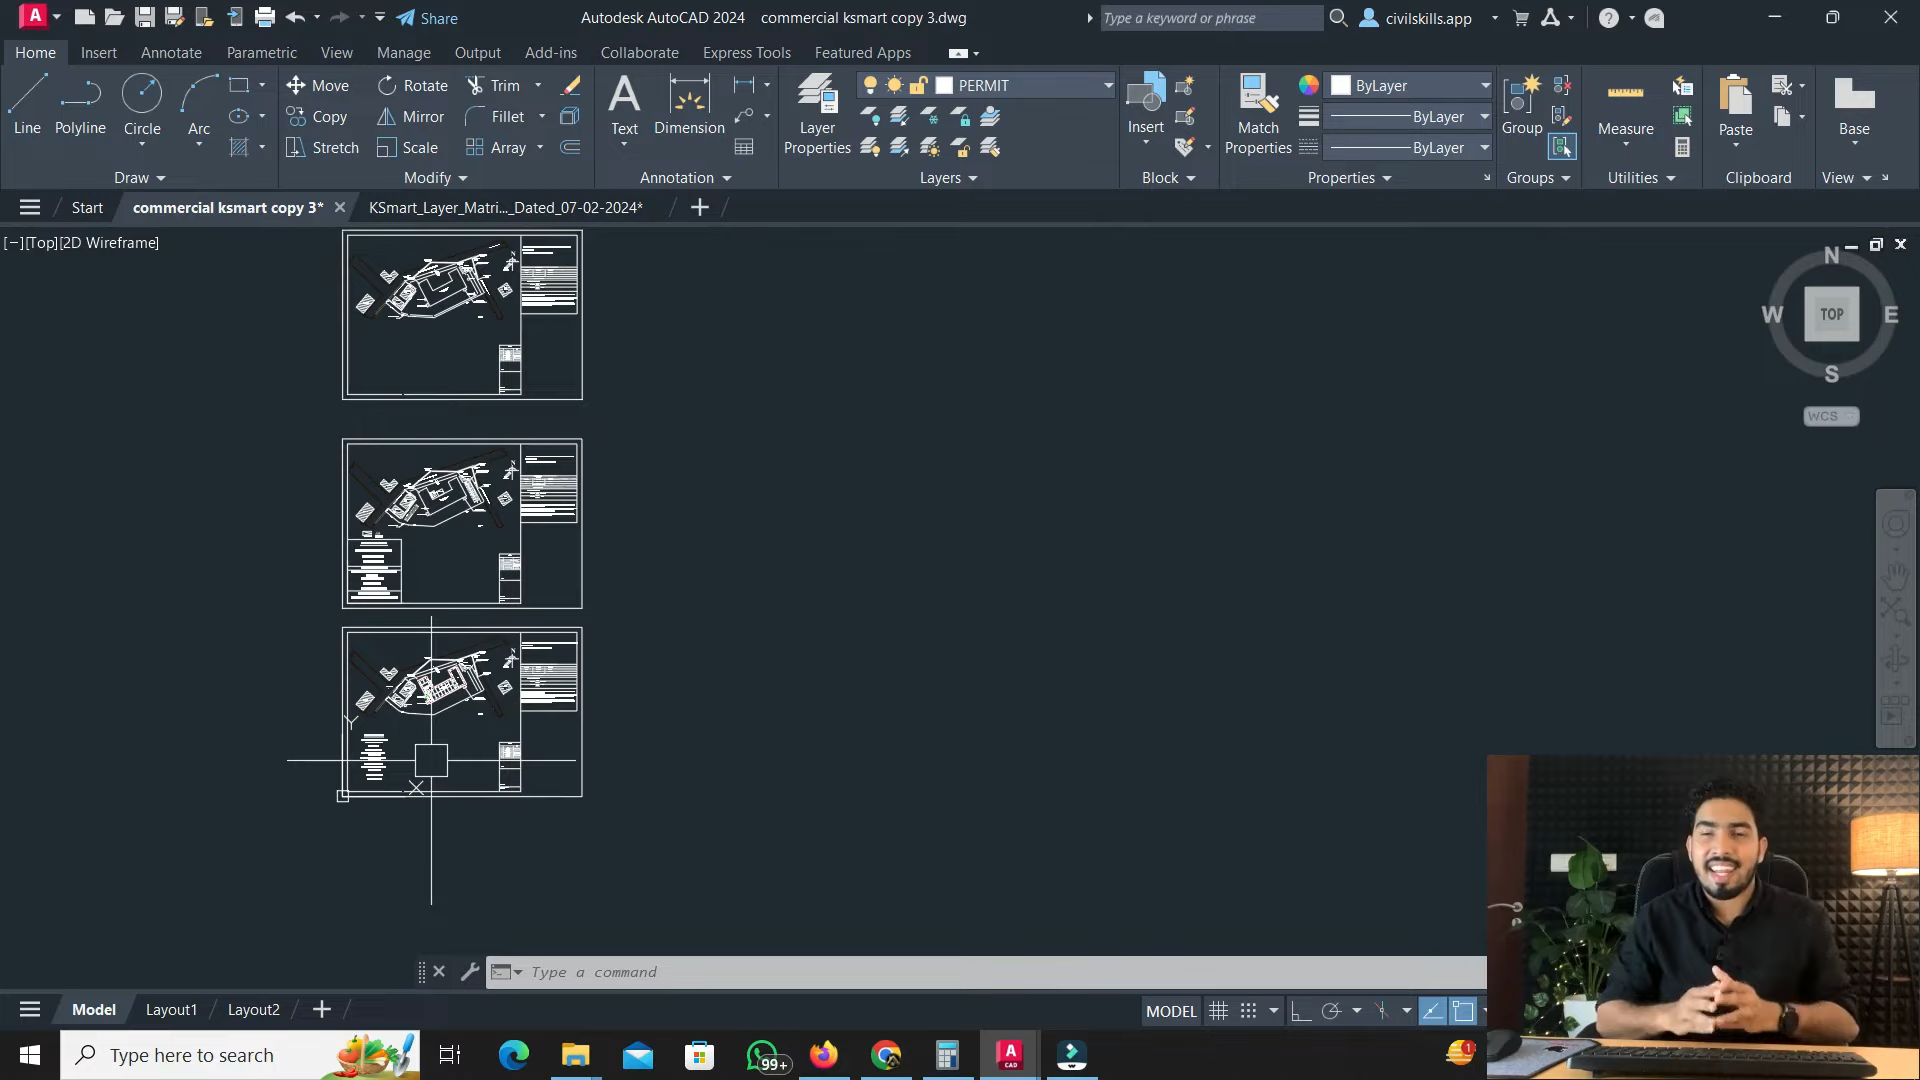 A CAD Share Autodesk AutoCAD 2024 commercial ksmart copy 3.dwg Type a keyword or phrase civilskills.app
Home Insert Annotate Parametric View Manage Output Add-ins Collaborate Express Tools Featured Apps
Line Polyline Circle Arc
Move Rotate Trim
Copy Mirror Fillet
Stretch Scale Array
Text Dimension
Layer Properties
PERMIT
Insert
Match Properties
ByLayer
ByLayer
ByLayer
Group Measure Paste Base
Draw Modify Annotation Layers Block Properties Groups Utilities Clipboard View
Start commercial ksmart copy 3* KSmart_Layer_Matri..._Dated_07-02-2024*
[−][Top][2D Wireframe]
N
W TOP E
S
WCS
Y
X
Type a command
Model Layout1 Layout2 MODEL
Type here to search 99+ A CAD 1